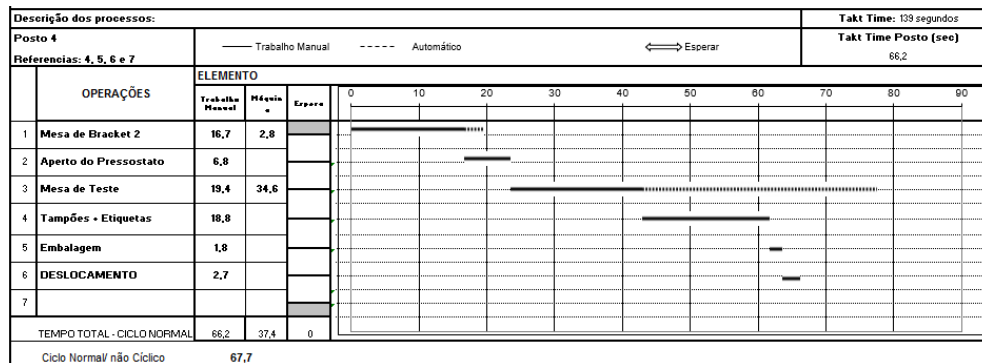 Descrição dos processos:
Takt Time: 139 segundos
Posto 4
Referencias: 4, 5, 6 e 7
Trabalho Manual
Automático
Esperar
Takt Time Posto (sec)
66,2
OPERAÇÕES
ELEMENTO
Trabalho Manual
Máquina
Espera
0 10 20 30 40 50 60 70 80 90
1 Mesa de Bracket 2 16,7 2,8
2 Aperto do Pressostato 6,8
3 Mesa de Teste 19,4 34,6
4 Tampões + Etiquetas 18,8
5 Embalagem 1,8
6 DESLOCAMENTO 2,7
7
TEMPO TOTAL - CICLO NORMAL 66,2 37,4 0
Ciclo Normal/ não Cíclico 67,7